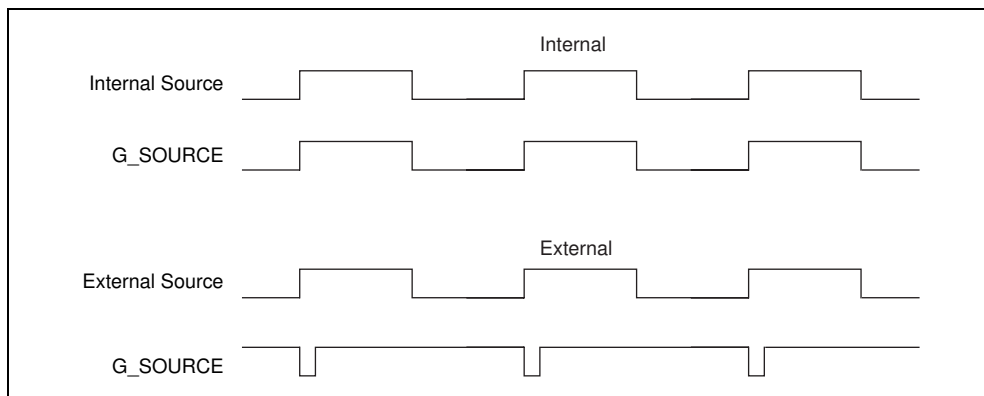 Internal
Internal Source
G_SOURCE
External
External Source
G_SOURCE